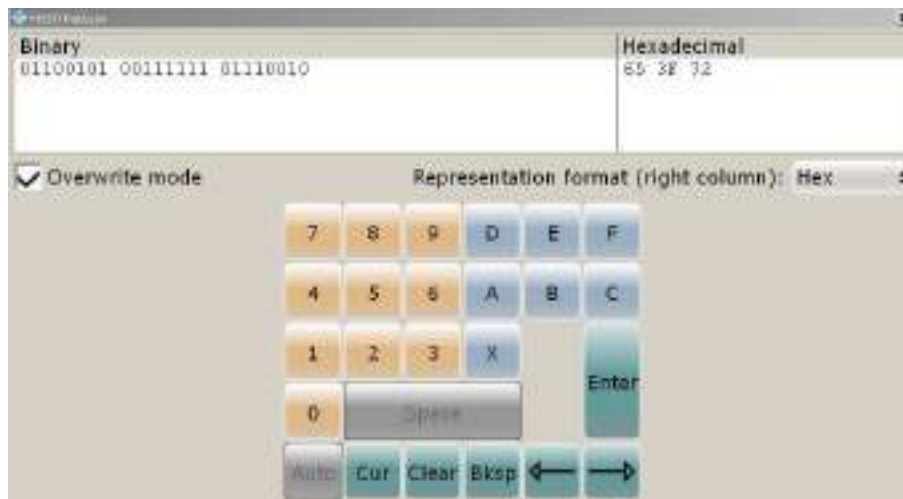 Binary
Hexadecimal
01100101 00111111 01110010
65 3F 72
Overwrite mode
Representation format (right column): Hex
7 8 9 D E F
4 5 6 A B C
1 2 3 X
Enter
0 Space
Auto Cur Clear Bksp